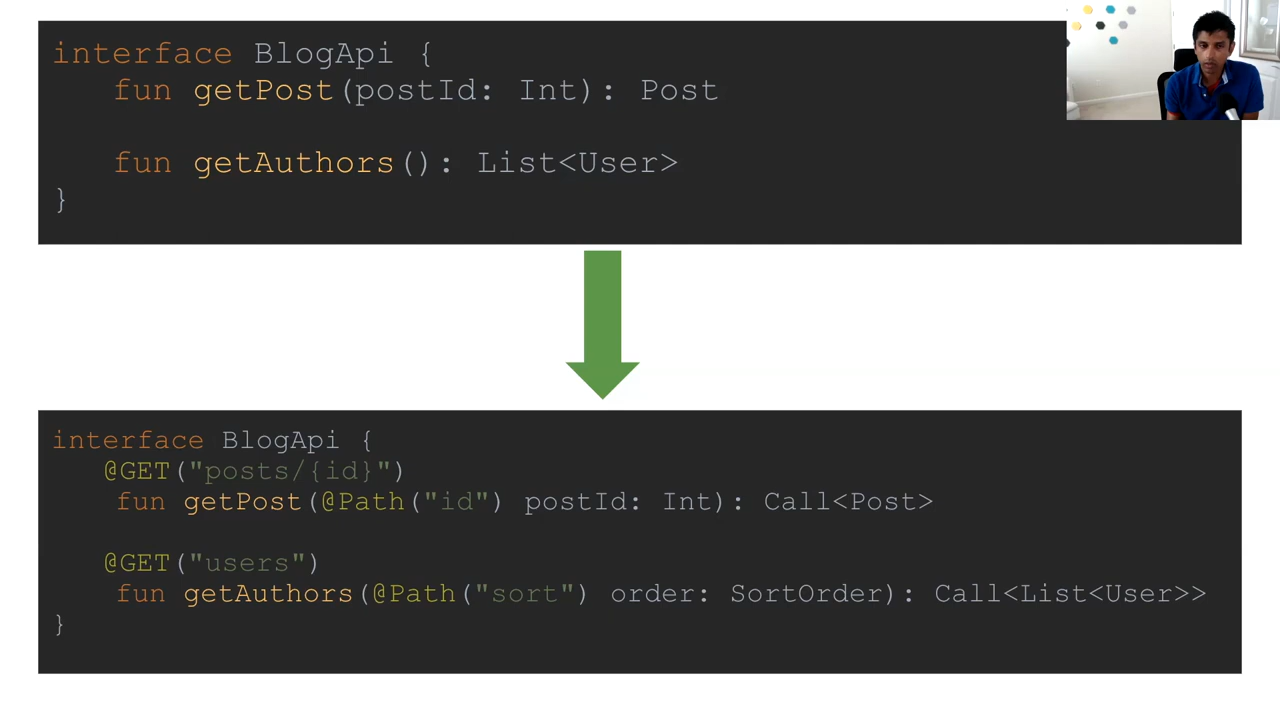 interface BlogApi {
fun getPost(postId: Int): Post
fun getAuthors(): List<User>
}
interface BlogApi {
@GET("posts/{id}")
fun getPost(@Path("id") postId: Int): Call<Post>
@GET("users")
fun getAuthors(@Path("sort") order: SortOrder): Call<List<User>>
}